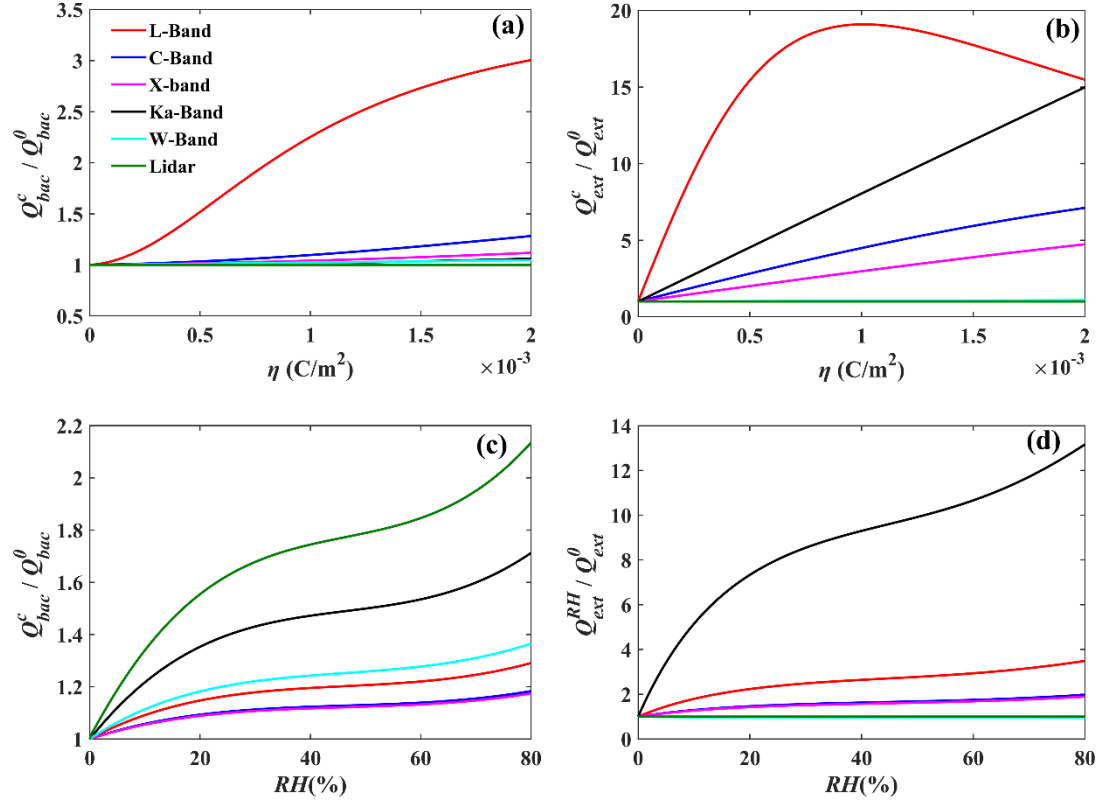 (a)
3.5
3
2.5
2
1.5
1
0.5
L-Band
C-Band
X-band
Ka-Band
W-Band
Lidar
Q^c_bac / Q^0_bac
0 0.5 1 1.5 2
η (C/m²) ×10⁻³
(b)
20
15
10
5
0
Q^c_ext / Q^0_ext
0 0.5 1 1.5 2
η (C/m²) ×10⁻³
(c)
2.2
2
1.8
1.6
1.4
1.2
1
Q^c_bac / Q^0_bac
0 20 40 60 80
RH(%)
(d)
14
12
10
8
6
4
2
0
Q^RH_ext / Q^0_ext
0 20 40 60 80
RH(%)